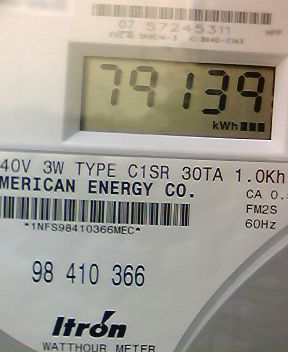 07 57245311
79139
kWh
40V 3W TYPE C1SR 30TA 1.0Kh
MERICAN ENERGY CO.
CA 0.
FM2S
60Hz
*1NFS98410366MEC*
98 410 366
Itron
WATTHOUR METER